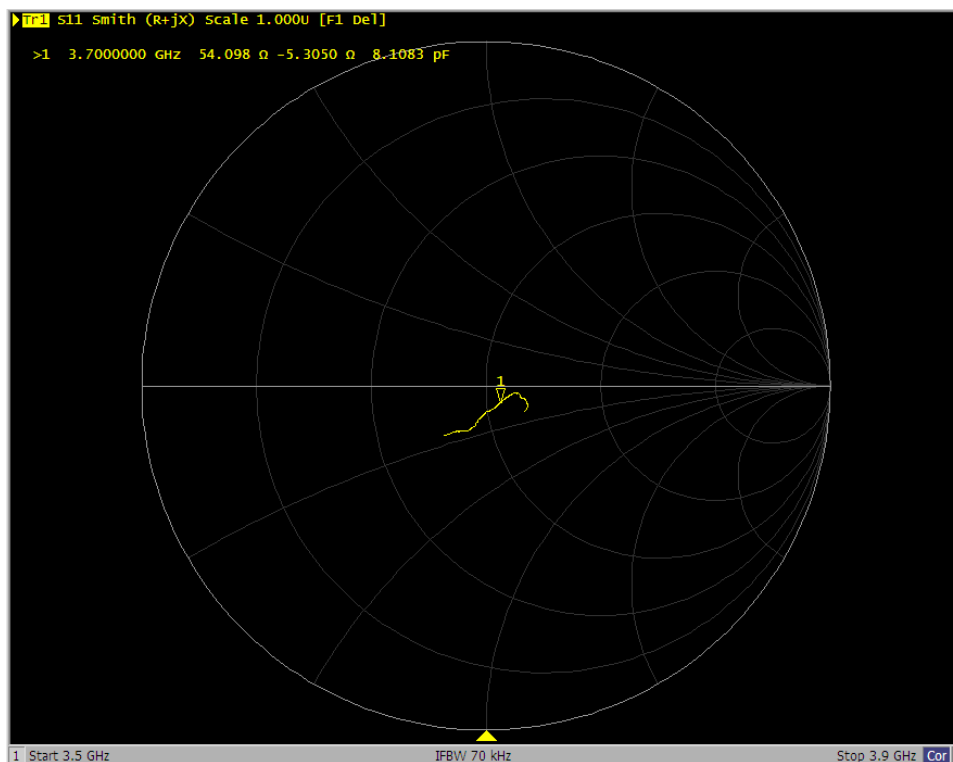 Tr1 S11 Smith (R+jX) Scale 1.000U [F1 Del]
>1 3.7000000 GHz 54.098 Ω -5.3050 Ω 8.1083 pF
1
1 Start 3.5 GHz IFBW 70 kHz Stop 3.9 GHz Cor